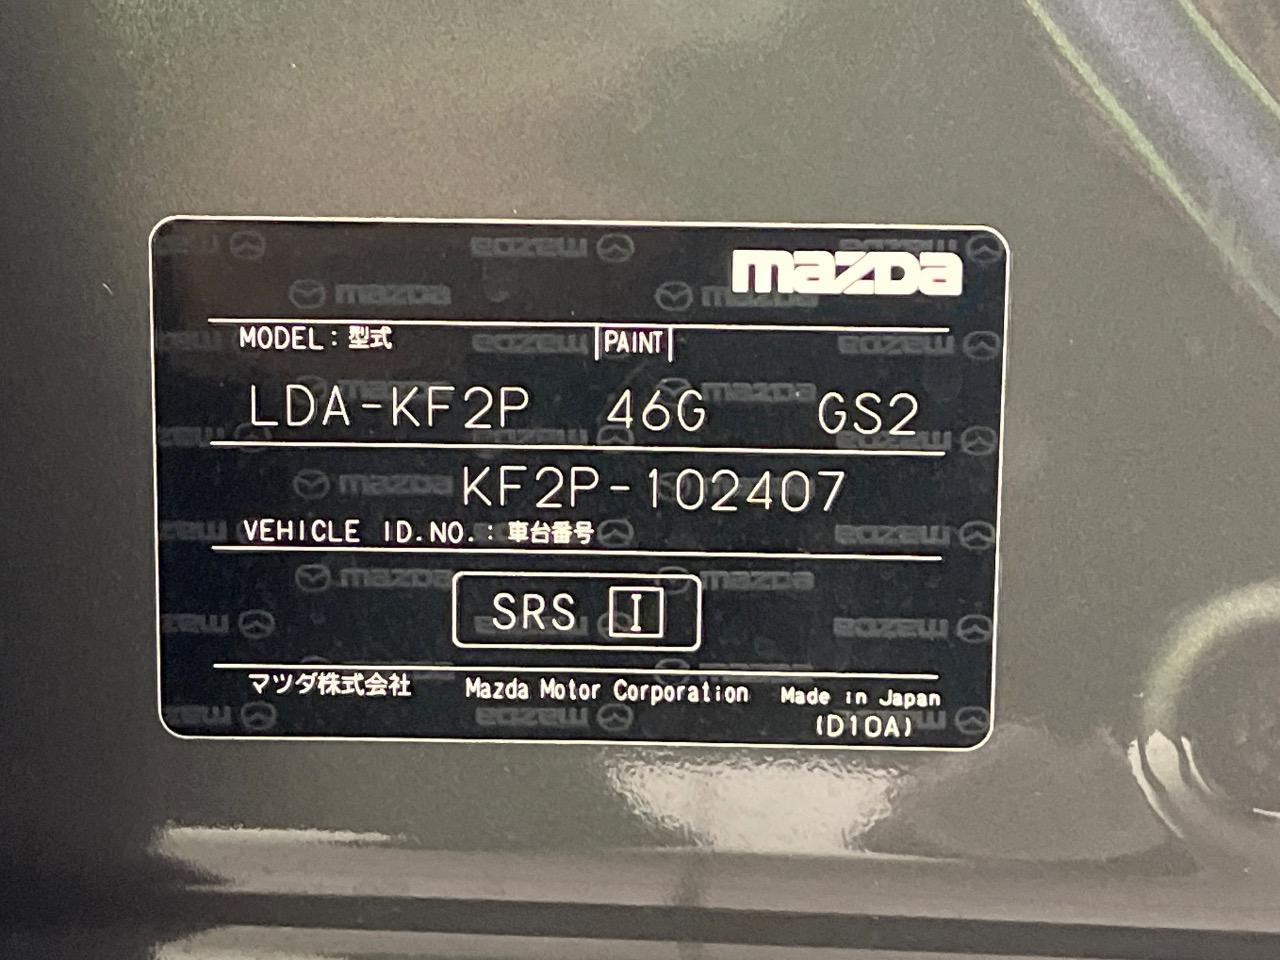 mazda
MODEL：型式 PAINT
LDA-KF2P 46G GS2
KF2P-102407
VEHICLE ID.NO.：車台番号
SRS I
マツダ株式会社 Mazda Motor Corporation Made in Japan
(D10A)